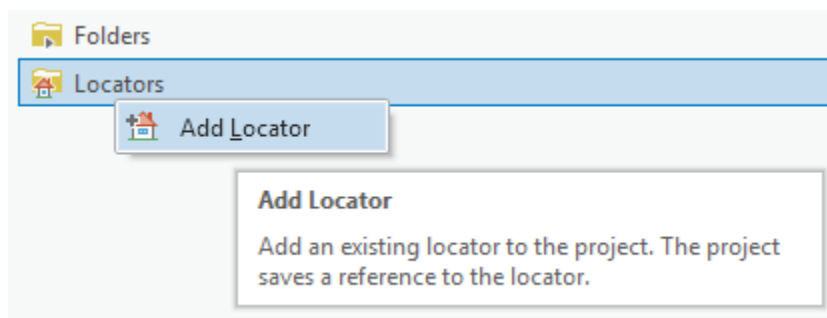 Folders
Locators
Add Locator
Add Locator
Add an existing locator to the project. The project
saves a reference to the locator.